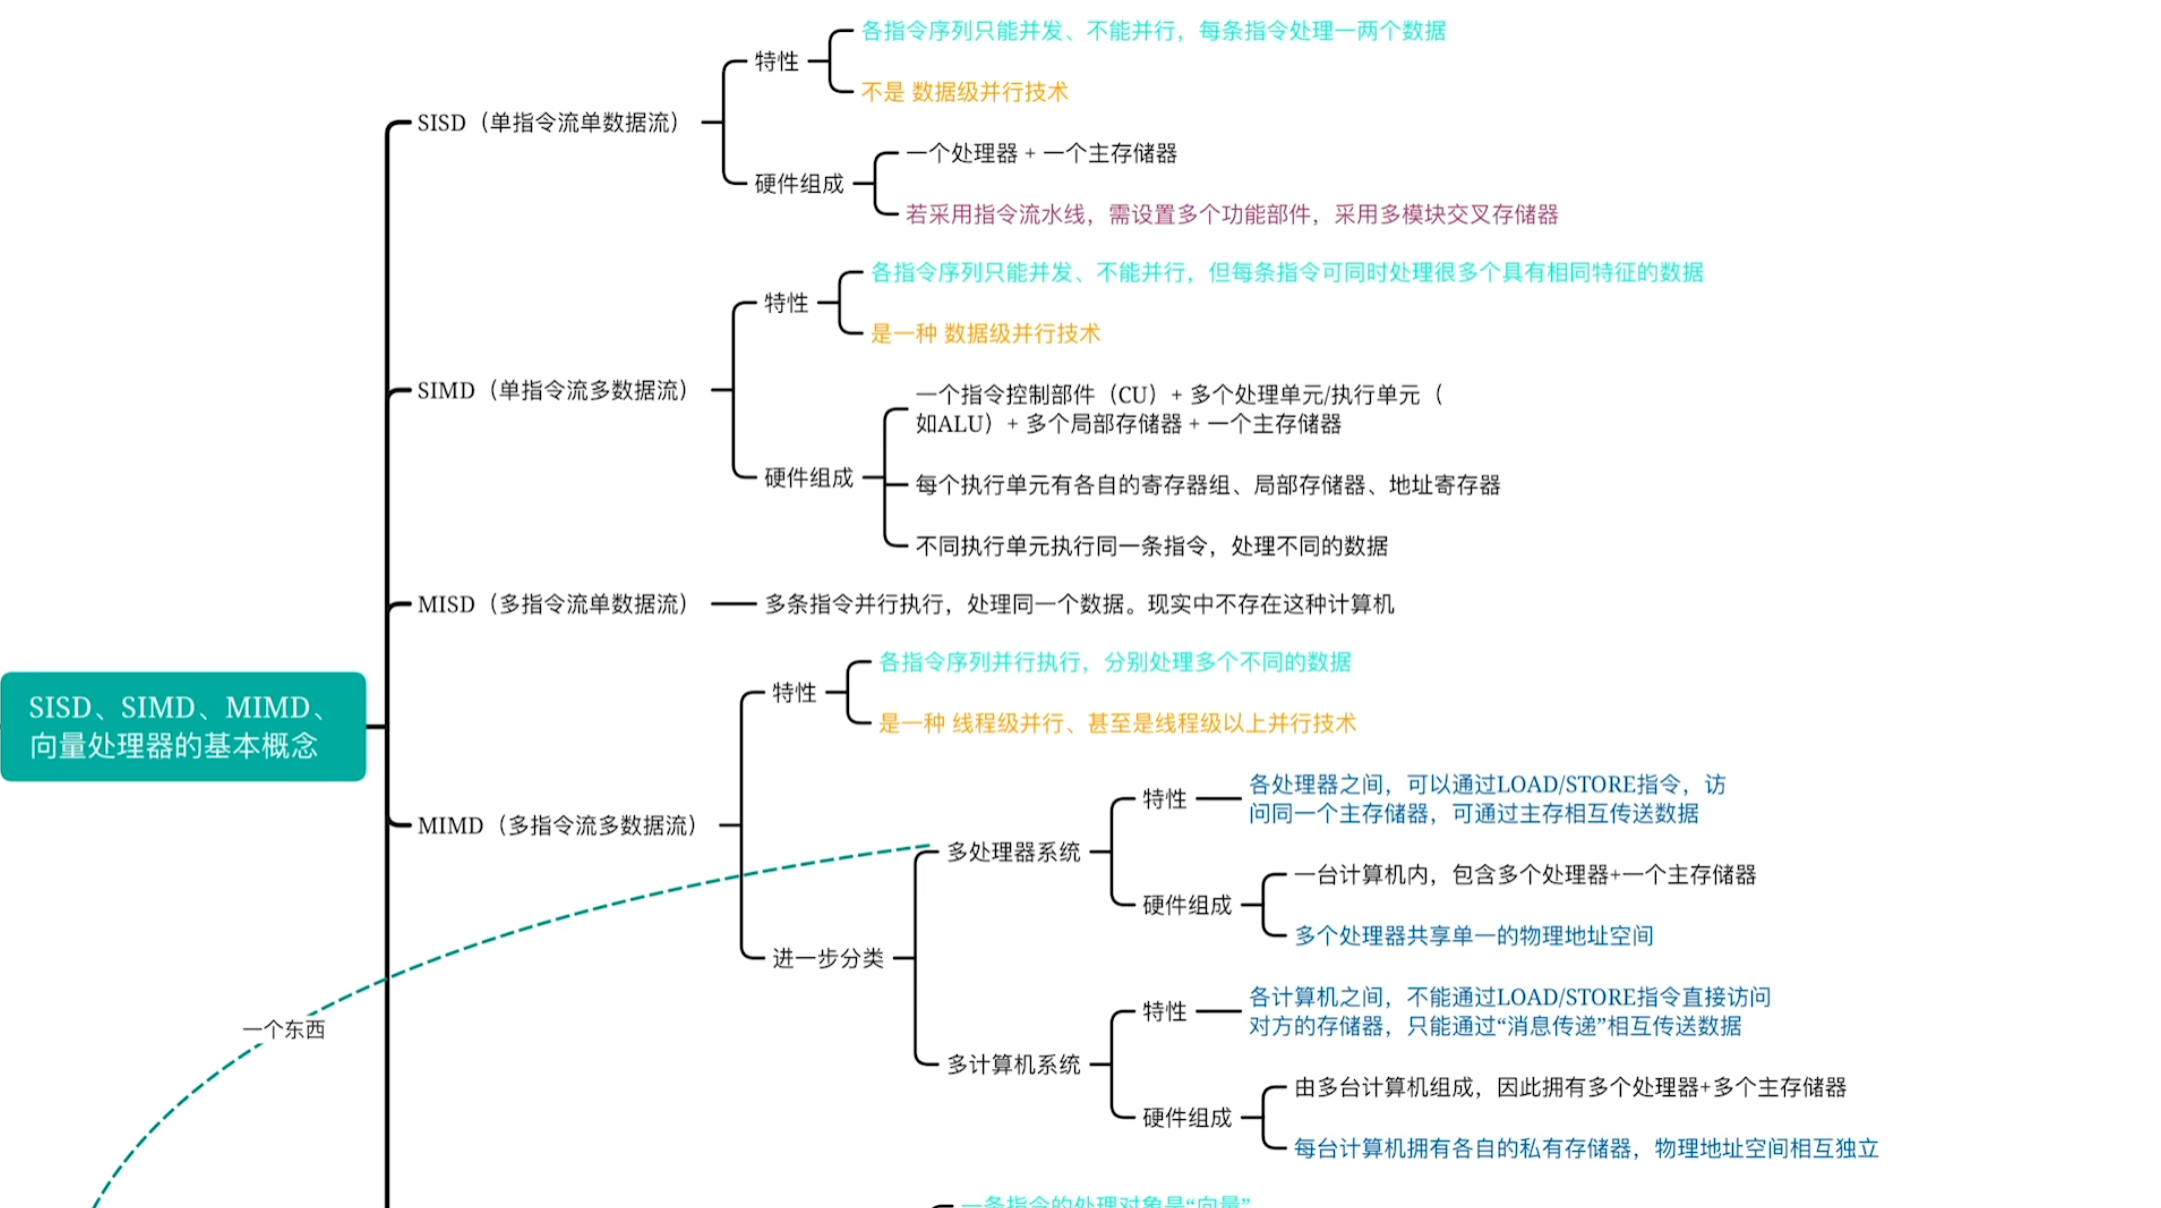 各指令序列只能并发、不能并行，每条指令处理一两个数据
特性
不是 数据级并行技术
SISD（单指令流单数据流）
一个处理器 + 一个主存储器
硬件组成
若采用指令流水线，需设置多个功能部件，采用多模块交叉存储器
各指令序列只能并发、不能并行，但每条指令可同时处理很多个具有相同特征的数据
特性
是一种 数据级并行技术
SIMD（单指令流多数据流）
一个指令控制部件（CU）+ 多个处理单元/执行单元（
如ALU）+ 多个局部存储器 + 一个主存储器
硬件组成
每个执行单元有各自的寄存器组、局部存储器、地址寄存器
不同执行单元执行同一条指令，处理不同的数据
MISD（多指令流单数据流）
多条指令并行执行，处理同一个数据。现实中不存在这种计算机
SISD、SIMD、MIMD、
向量处理器的基本概念
各指令序列并行执行，分别处理多个不同的数据
特性
是一种 线程级并行、甚至是线程级以上并行技术
MIMD（多指令流多数据流）
各处理器之间，可以通过LOAD/STORE指令，访
问同一个主存储器，可通过主存相互传送数据
特性
多处理器系统
一台计算机内，包含多个处理器+一个主存储器
硬件组成
多个处理器共享单一的物理地址空间
进一步分类
各计算机之间，不能通过LOAD/STORE指令直接访问
对方的存储器，只能通过“消息传递”相互传送数据
特性
多计算机系统
由多台计算机组成，因此拥有多个处理器+多个主存储器
硬件组成
每台计算机拥有各自的私有存储器，物理地址空间相互独立
一个东西
一条指令的处理对象是“向量”